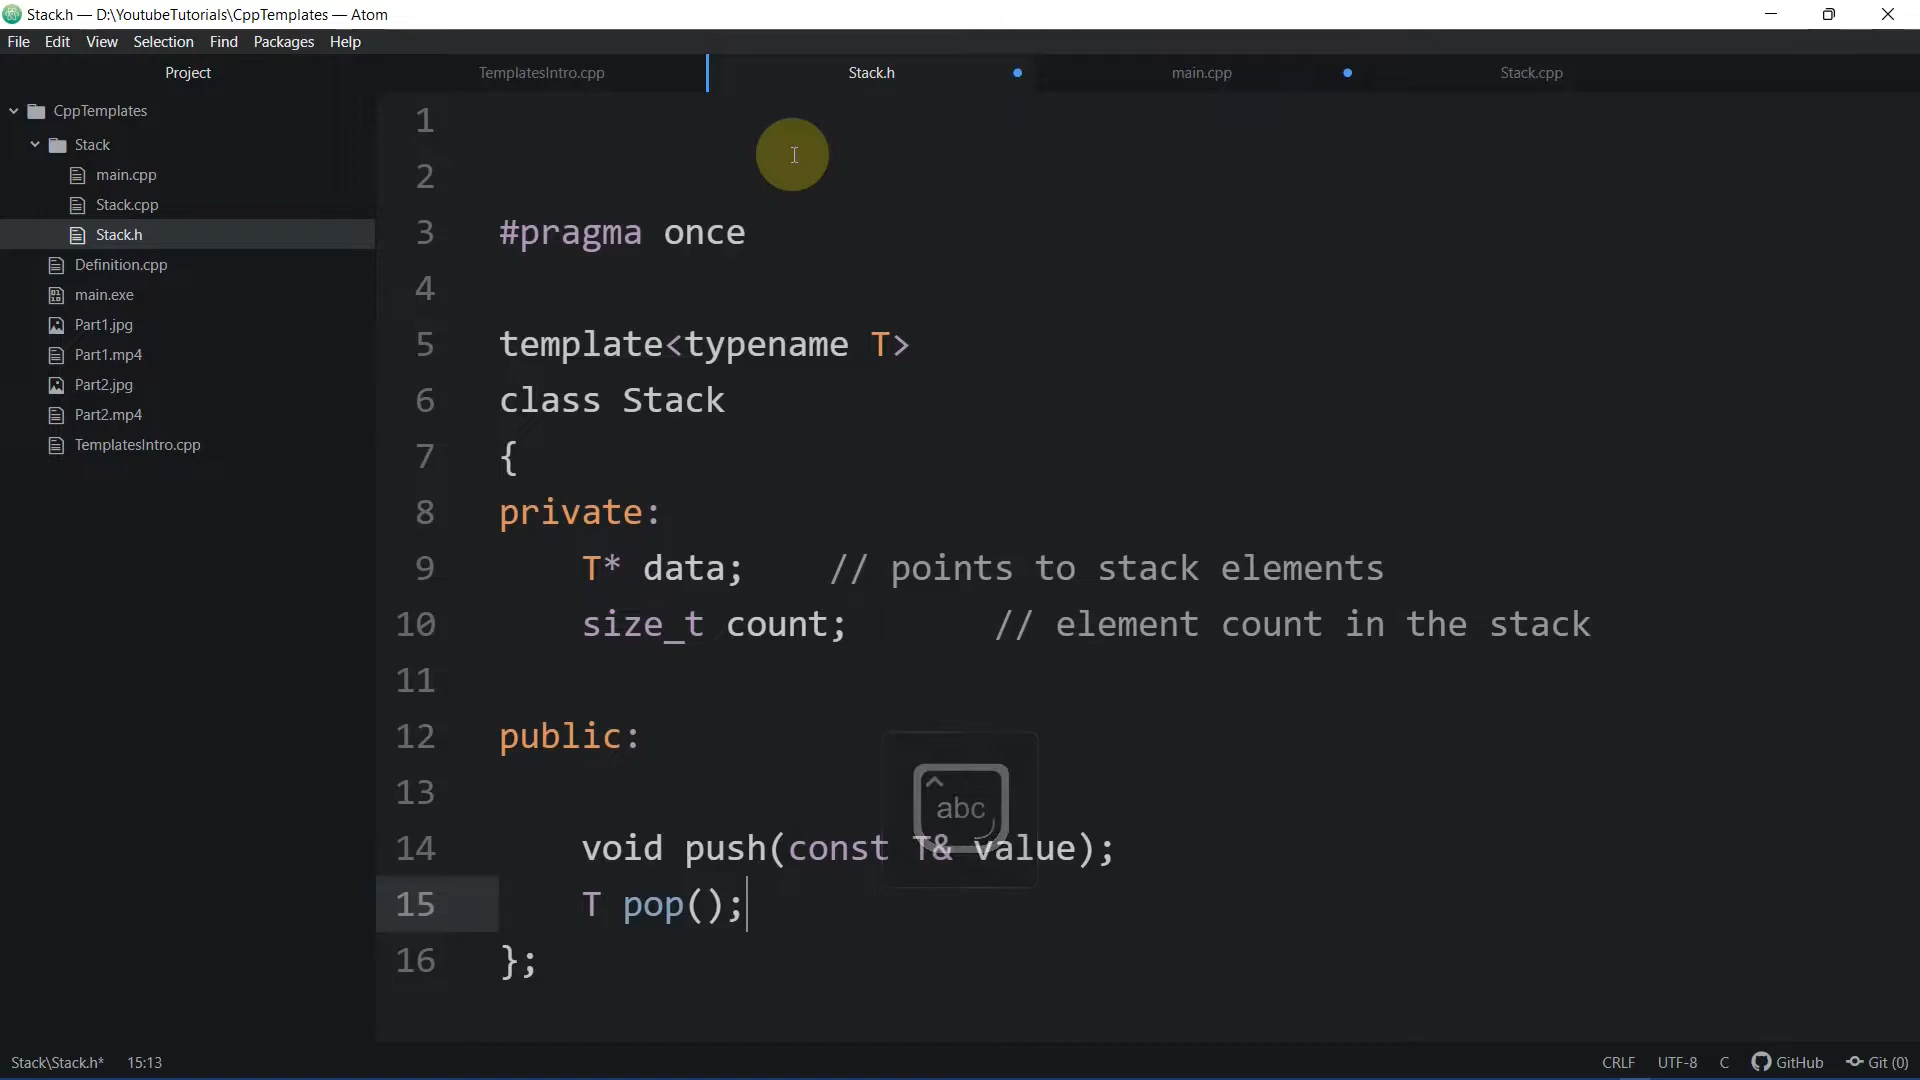 Stack.h — D:\YoutubeTutorials\CppTemplates — Atom
File Edit View Selection Find Packages Help
Project
TemplatesIntro.cpp
Stack.h
main.cpp
Stack.cpp
CppTemplates
Stack
main.cpp
Stack.cpp
Stack.h
Definition.cpp
main.exe
Part1.jpg
Part1.mp4
Part2.jpg
Part2.mp4
TemplatesIntro.cpp
1
2
3 #pragma once
4
5 template<typename T>
6 class Stack
7 {
8 private:
9 T* data; // points to stack elements
10 size_t count; // element count in the stack
11
12 public:
13
14 void push(const T& value);
15 T pop();
16 };
abc
Stack\Stack.h* 15:13
CRLF UTF-8 C GitHub Git (0)